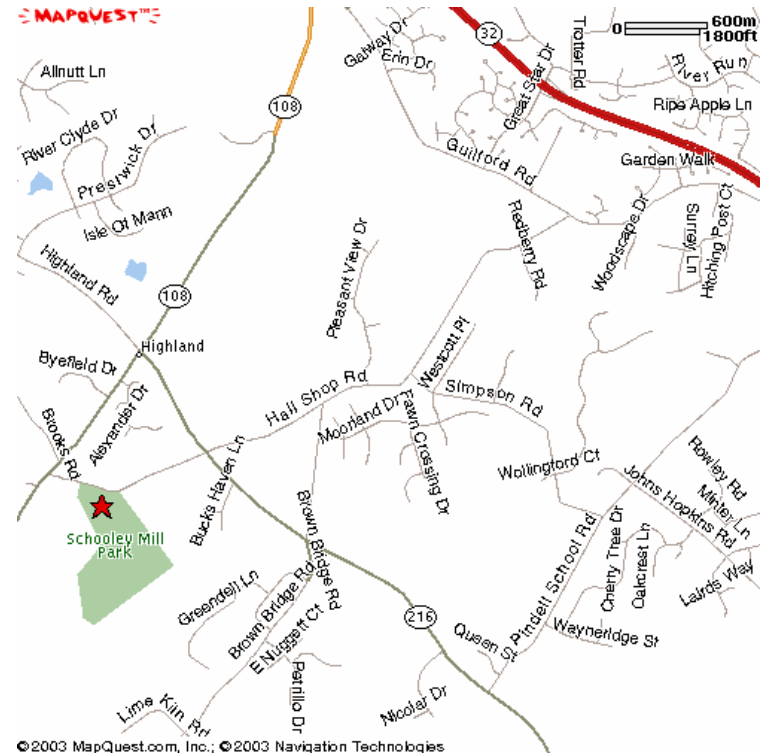 MAPQUEST™
600m
0
1800ft
32
Galway Dr
Erin Dr
Great Star Dr
Trotter Rd
River Run
Ripe Apple Ln
Allnutt Ln
108
River Clyde Dr
Prestwick Dr
Guilford Rd
Garden Walk
Isle Of Mann
Highland Rd
Redberry Rd
Woodscape Dr
Surrey Ln
Hitching Post Ct
Pleasant View Dr
108
Highland
Byefield Dr
Westcott Pl
Alexander Dr
Hall Shop Rd
Simpson Rd
Moorland Dr
Fawn Crossing Dr
Brooks Rd
Bucks Haven Ln
Wollingford Ct
Rowley Rd
Johns Hopkins Rd
Minter Ln
Schooley Mill
Park
Brown Bridge Rd
Pindell School Rd
Cherry Tree Dr
Oakcrest Ln
Lairds Way
Greendell Ln
Brown Bridge Rd
E Nuggett Ct
216
Queen St
Wayneridge St
Petrillo Dr
Lime Kiln Rd
Nicolar Dr
©2003 MapQuest.com, Inc.; ©2003 Navigation Technologies